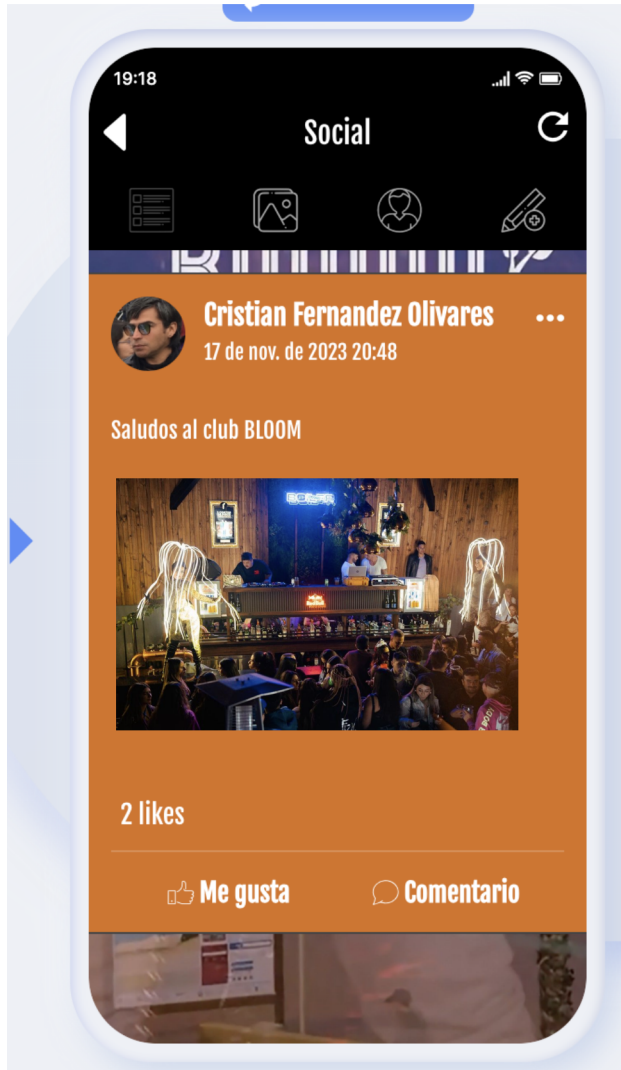 19:18
Social
Cristian Fernandez Olivares
17 de nov. de 2023 20:48
Saludos al club BLOOM
2 likes
Me gusta
Comentario